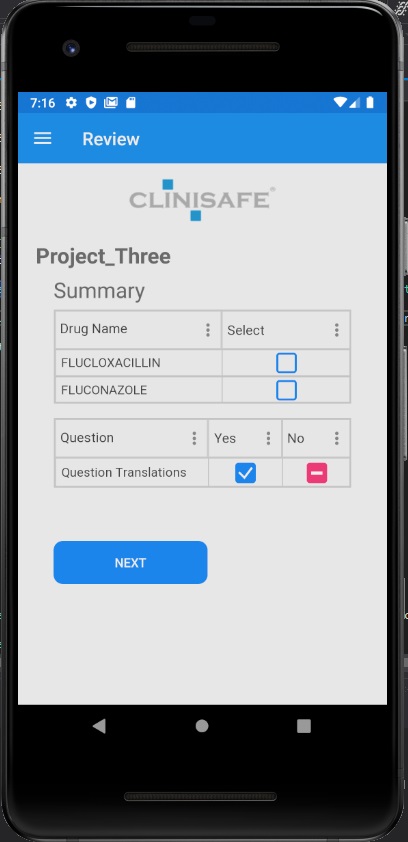 7:16
Review
CLINISAFE®
Project_Three
Summary
Drug Name Select
FLUCLOXACILLIN
FLUCONAZOLE
Question Yes No
Question Translations
NEXT